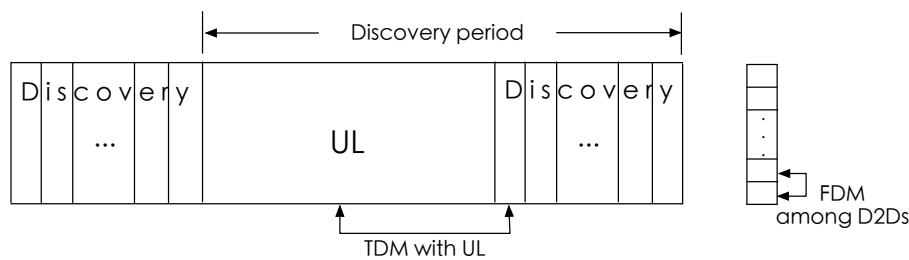 Discovery period
Discovery
Discovery
...
UL
...
FDM
among D2Ds
TDM with UL